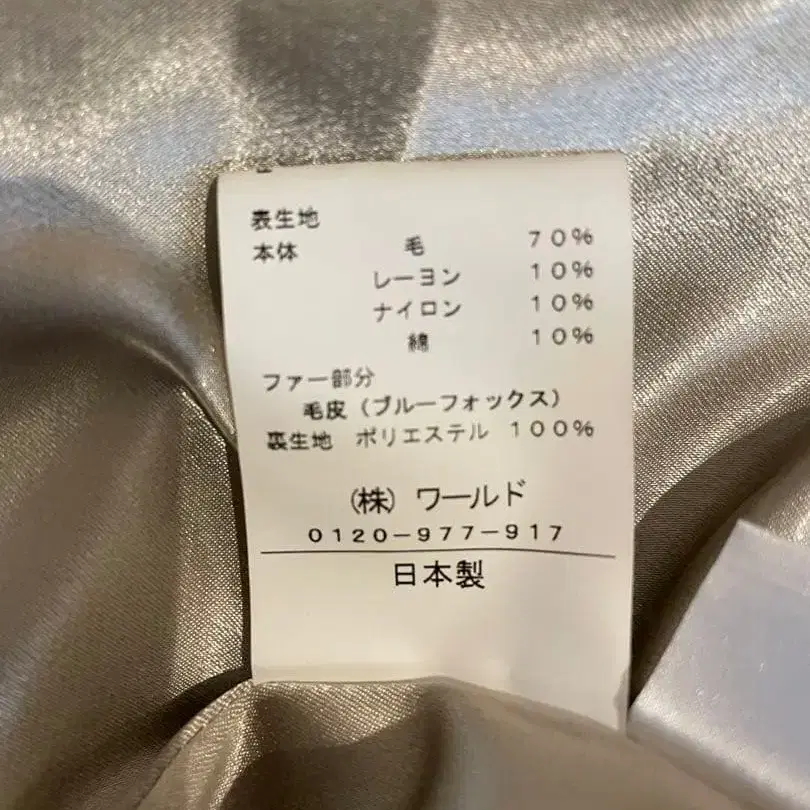 表生地
本体 毛 70%
レーヨン 10%
ナイロン 10%
綿 10%
ファー部分
毛皮（ブルーフォックス）
裏生地 ポリエステル 100%
（株）ワールド
0120-977-917
日本製